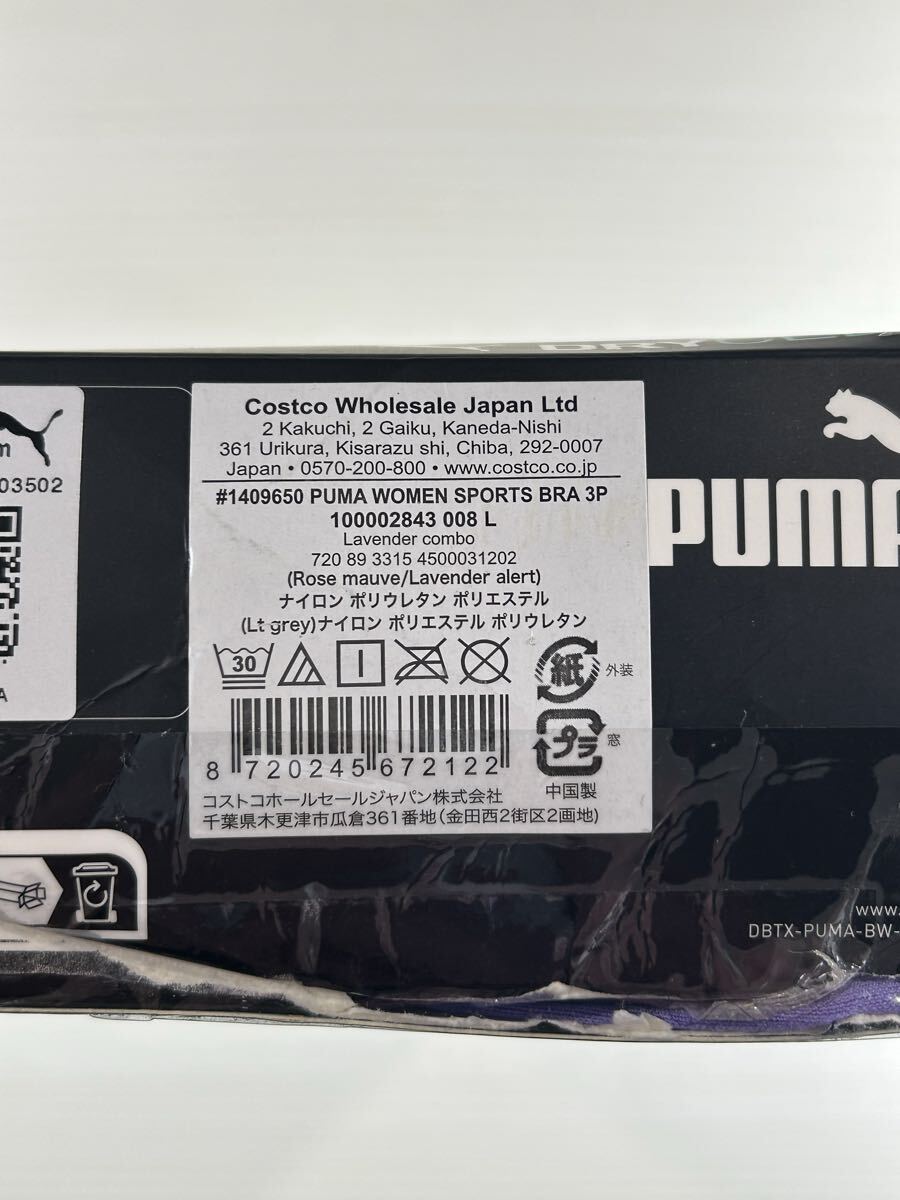 DRYCELL
m
03502
A
Costco Wholesale Japan Ltd
2 Kakuchi, 2 Gaiku, Kaneda-Nishi
361 Urikura, Kisarazu shi, Chiba, 292-0007
Japan • 0570-200-800 • www.costco.co.jp
#1409650 PUMA WOMEN SPORTS BRA 3P
100002843 008 L
Lavender combo
720 89 3315 4500031202
(Rose mauve/Lavender alert)
ナイロン ポリウレタン ポリエステル
(Lt grey)ナイロン ポリエステル ポリウレタン
30
紙 外装
プラ 窓
8 720245 672122
中国製
コストコホールセールジャパン株式会社
千葉県木更津市瓜倉361番地(金田西2街区2画地)
PUMA
www.
DBTX-PUMA-BW-